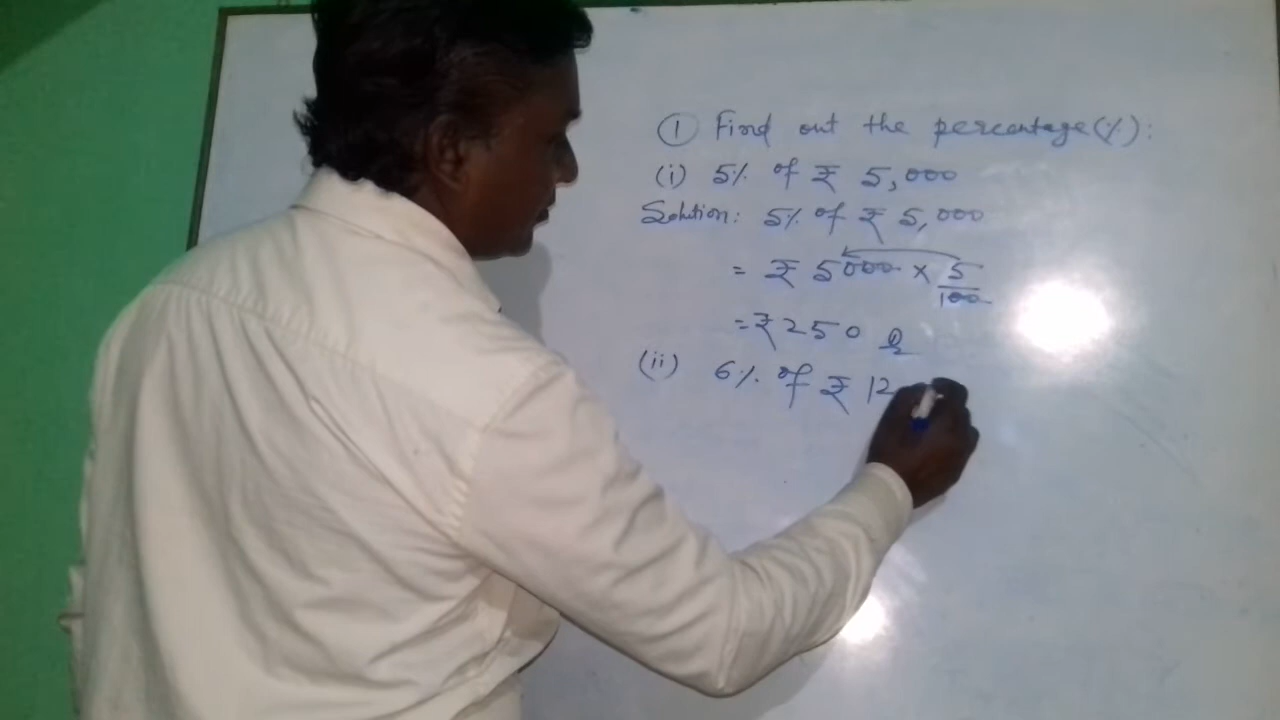 ① Find out the percentage(%):
(i) 5% of ₹ 5,000
Solution: 5% of ₹ 5,000
= ₹ 5000 × 5/100
= ₹ 250
(ii) 6% of ₹ 12